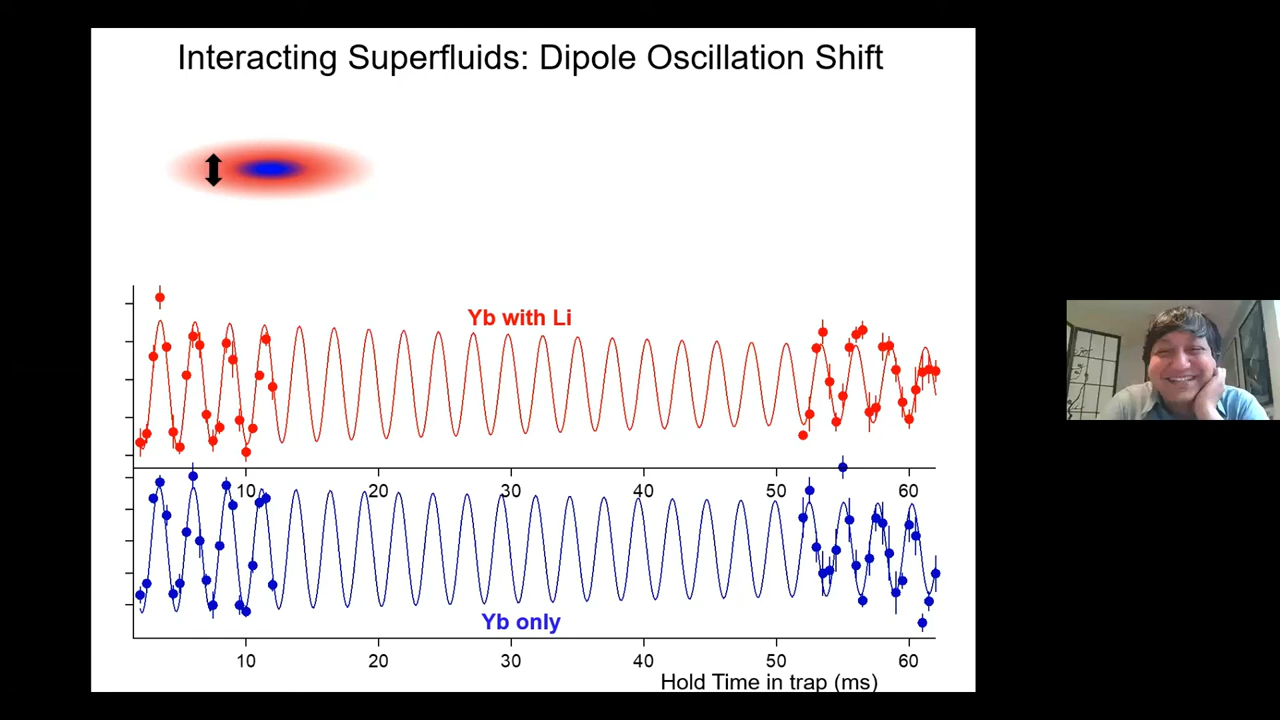 Interacting Superfluids: Dipole Oscillation Shift
Yb with Li
10 20 30 40 50 60
Yb only
10 20 30 40 50 60
Hold Time in trap (ms)